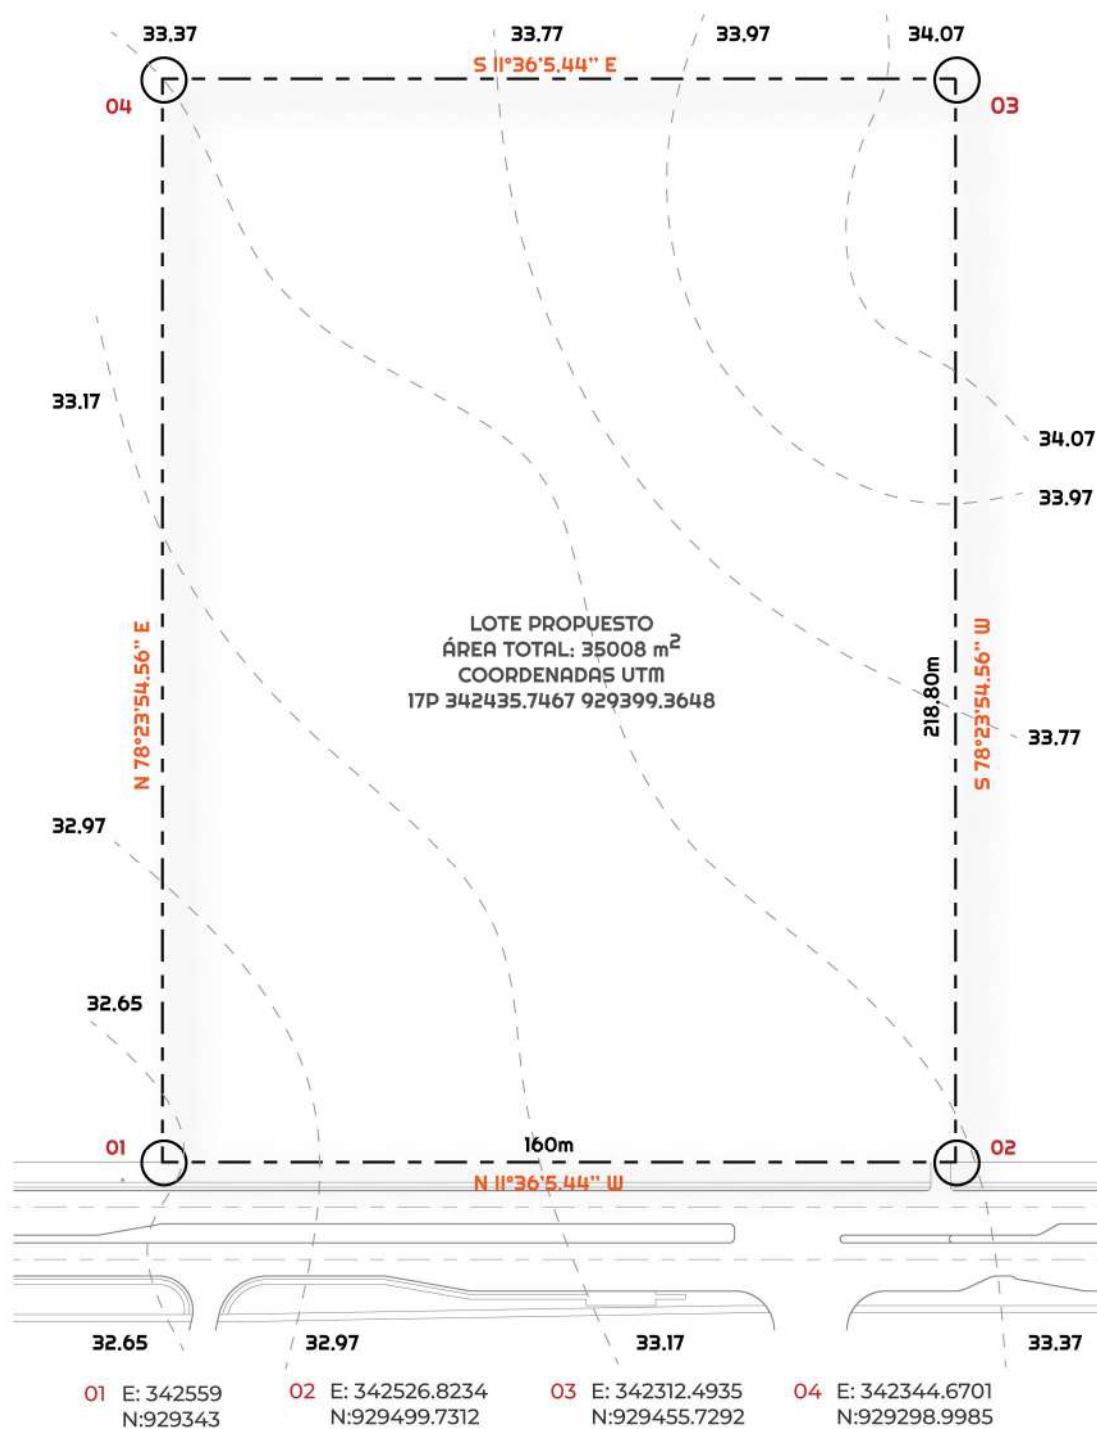 33.37
33.77
33.97
34.07
S 11°36'5.44" E
04
03
33.17
34.07
33.97
LOTE PROPUESTO
ÁREA TOTAL: 35008 m²
COORDENADAS UTM
17P 342435.7467 929399.3648
N 78°23'54.56" E
218.80m
S 78°23'54.56" W
33.77
32.97
32.65
01
160m
02
N 11°36'5.44" W
32.65
32.97
33.17
33.37
01 E: 342559
N:929343
02 E: 342526.8234
N:929499.7312
03 E: 342312.4935
N:929455.7292
04 E: 342344.6701
N:929298.9985